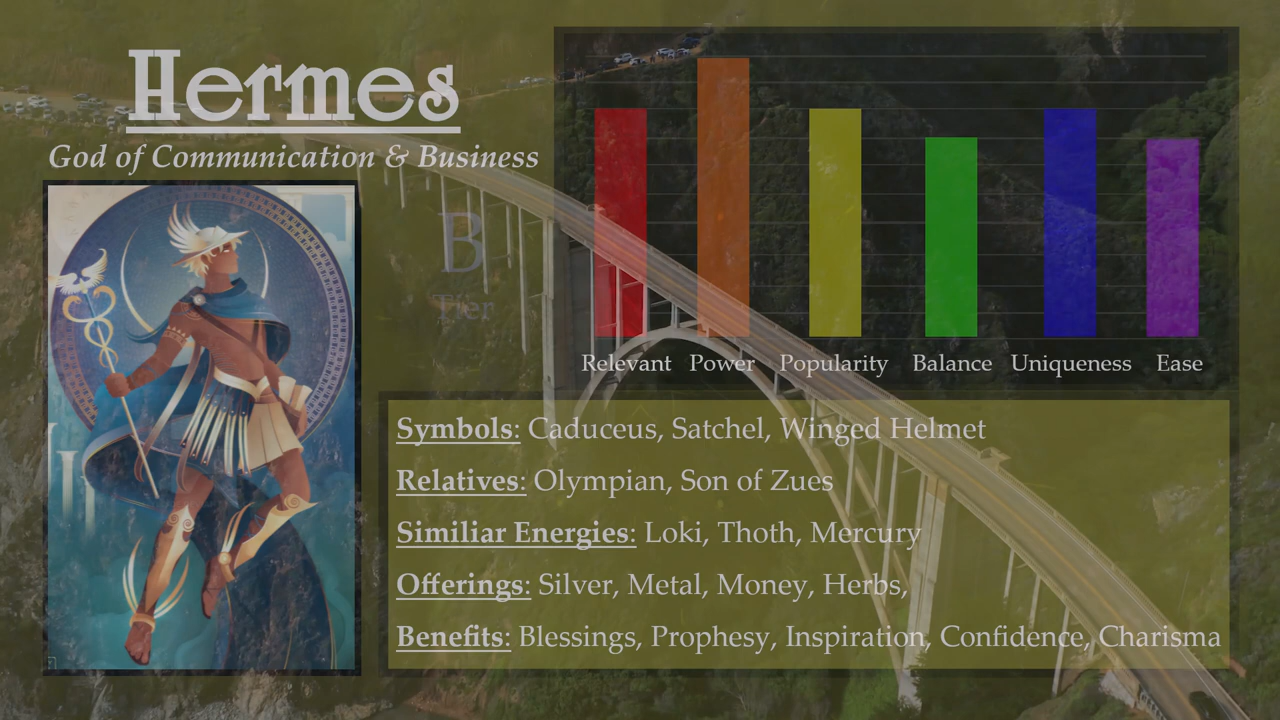 Hermes
God of Communication & Business
B
Tier
Relevant Power Popularity Balance Uniqueness Ease
Symbols: Caduceus, Satchel, Winged Helmet
Relatives: Olympian, Son of Zues
Similiar Energies: Loki, Thoth, Mercury
Offerings: Silver, Metal, Money, Herbs,
Benefits: Blessings, Prophesy, Inspiration, Confidence, Charisma